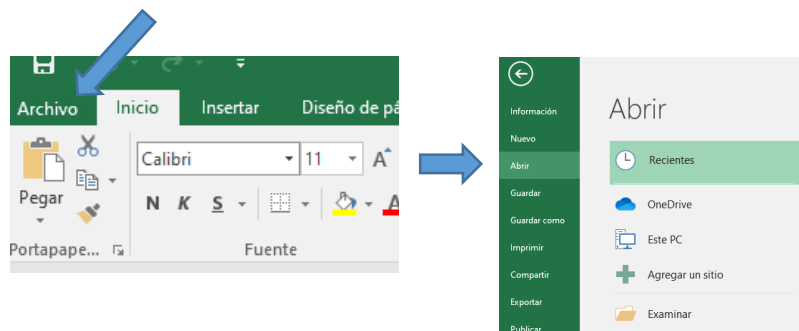 Archivo Inicio Insertar Diseño de pá
Calibri 11 A
Pegar N K S A
Portapape... Fuente
Abrir
Información
Nuevo
Abrir
Guardar
Guardar como
Imprimir
Compartir
Exportar
Publicar
Recientes
OneDrive
Este PC
Agregar un sitio
Examinar